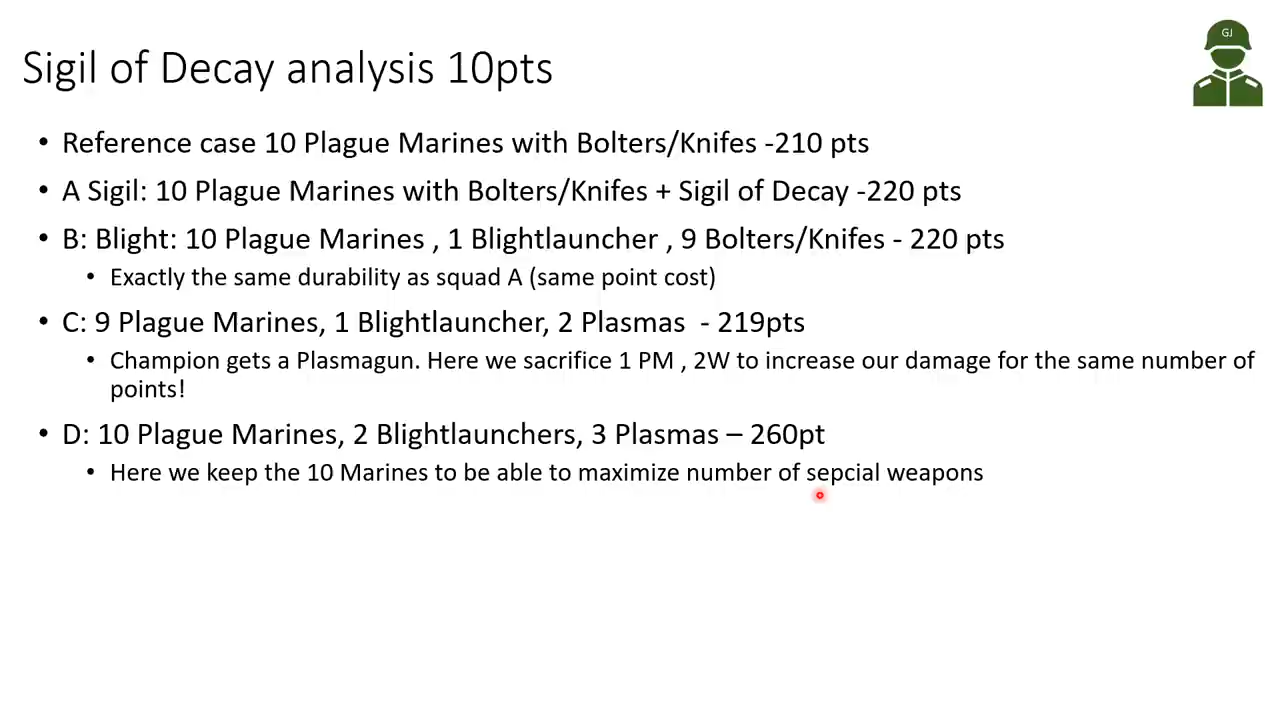 GJ
Sigil of Decay analysis 10pts
• Reference case 10 Plague Marines with Bolters/Knifes -210 pts
• A Sigil: 10 Plague Marines with Bolters/Knifes + Sigil of Decay -220 pts
• B: Blight: 10 Plague Marines , 1 Blightlauncher , 9 Bolters/Knifes - 220 pts
• Exactly the same durability as squad A (same point cost)
• C: 9 Plague Marines, 1 Blightlauncher, 2 Plasmas  - 219pts
• Champion gets a Plasmagun. Here we sacrifice 1 PM , 2W to increase our damage for the same number of
points!
• D: 10 Plague Marines, 2 Blightlaunchers, 3 Plasmas – 260pt
• Here we keep the 10 Marines to be able to maximize number of sepcial weapons